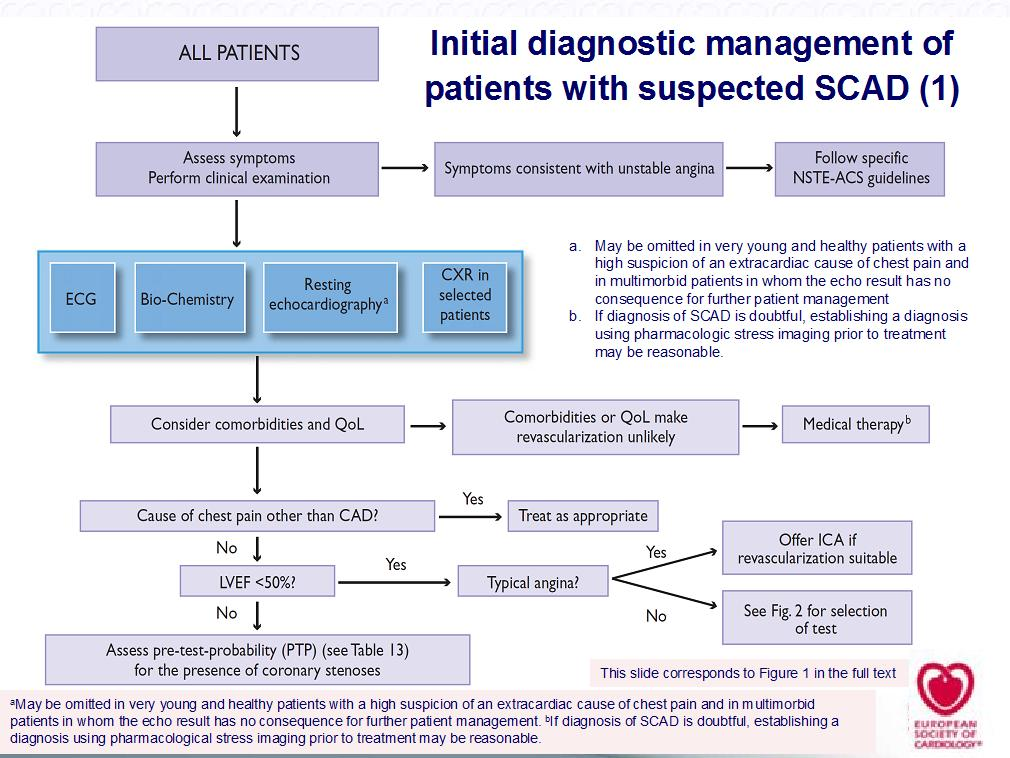 Initial diagnostic management of
patients with suspected SCAD (1)
ALL PATIENTS
Assess symptoms
Perform clinical examination
Symptoms consistent with unstable angina
Follow specific
NSTE-ACS guidelines
ECG
Bio-Chemistry
Resting
echocardiographyᵃ
CXR in
selected
patients
a. May be omitted in very young and healthy patients with a
high suspicion of an extracardiac cause of chest pain and
in multimorbid patients in whom the echo result has no
consequence for further patient management
b. If diagnosis of SCAD is doubtful, establishing a diagnosis
using pharmacologic stress imaging prior to treatment
may be reasonable.
Consider comorbidities and QoL
Comorbidities or QoL make
revascularization unlikely
Medical therapyᵇ
Cause of chest pain other than CAD?
Yes
Treat as appropriate
No
LVEF <50%?
Yes
Typical angina?
Yes
Offer ICA if
revascularization suitable
No
See Fig. 2 for selection
of test
No
Assess pre-test-probability (PTP) (see Table 13)
for the presence of coronary stenoses
This slide corresponds to Figure 1 in the full text
ᵃMay be omitted in very young and healthy patients with a high suspicion of an extracardiac cause of chest pain and in multimorbid
patients in whom the echo result has no consequence for further patient management. ᵇIf diagnosis of SCAD is doubtful, establishing a
diagnosis using pharmacological stress imaging prior to treatment may be reasonable.
EUROPEAN
SOCIETY OF
CARDIOLOGY®